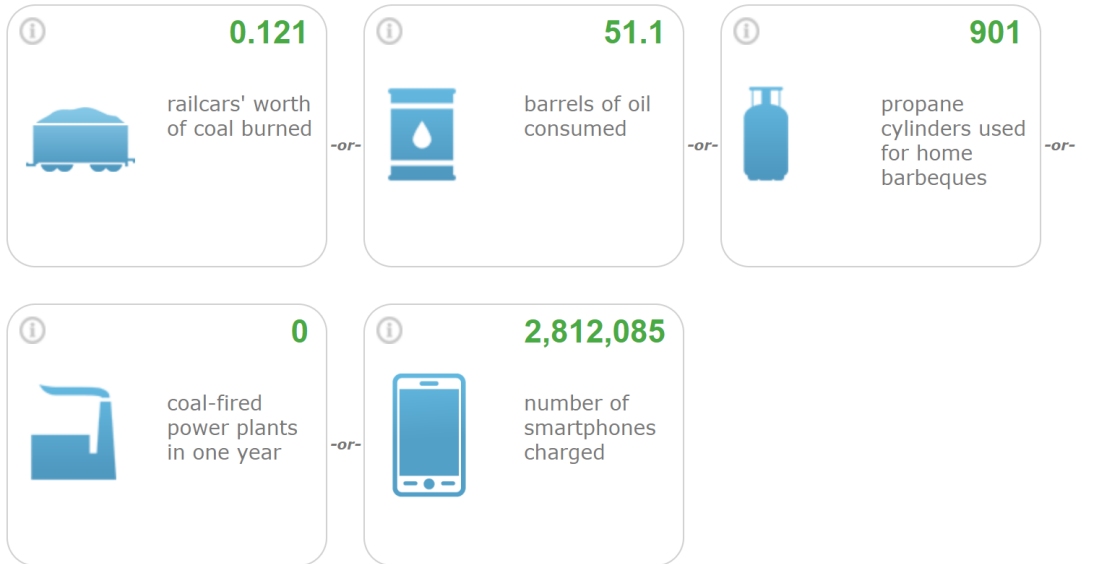 0.121
railcars' worth
of coal burned
-or-
51.1
barrels of oil
consumed
-or-
901
propane
cylinders used
for home
barbeques
-or-
0
coal-fired
power plants
in one year
-or-
2,812,085
number of
smartphones
charged